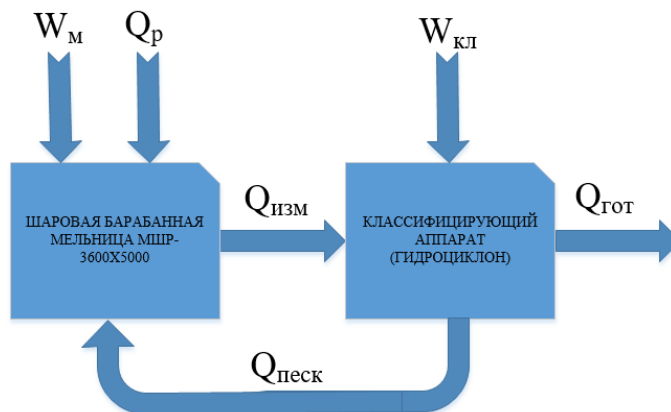 Wм
Qр
Wкл
ШАРОВАЯ БАРАБАННАЯ
МЕЛЬНИЦА МШР-
3600Х5000
Qизм
КЛАССИФИЦИРУЮЩИЙ
АППАРАТ
(ГИДРОЦИКЛОН)
Qгот
Qпеск